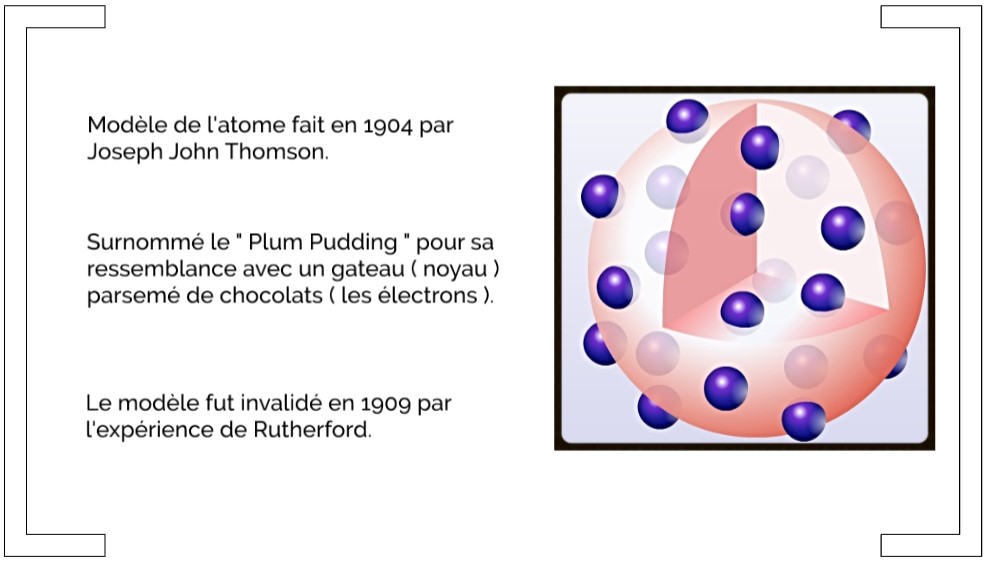 Modèle de l'atome fait en 1904 par
Joseph John Thomson.
Surnommé le " Plum Pudding " pour sa
ressemblance avec un gateau ( noyau )
parsemé de chocolats ( les électrons ).
Le modèle fut invalidé en 1909 par
l'expérience de Rutherford.